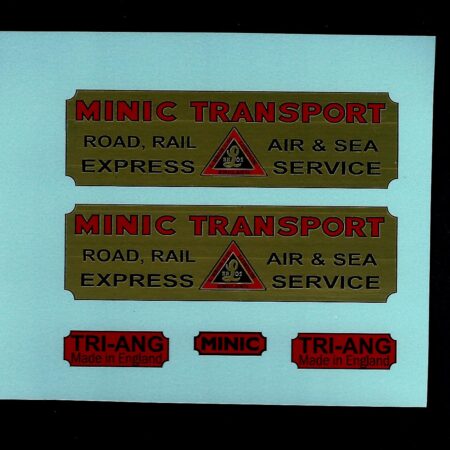 MINIC TRANSPORT
ROAD, RAIL AIR & SEA
EXPRESS SERVICE
MINIC TRANSPORT
ROAD, RAIL AIR & SEA
EXPRESS SERVICE
TRI-ANG MINIC TRI-ANG
Made in England Made in England